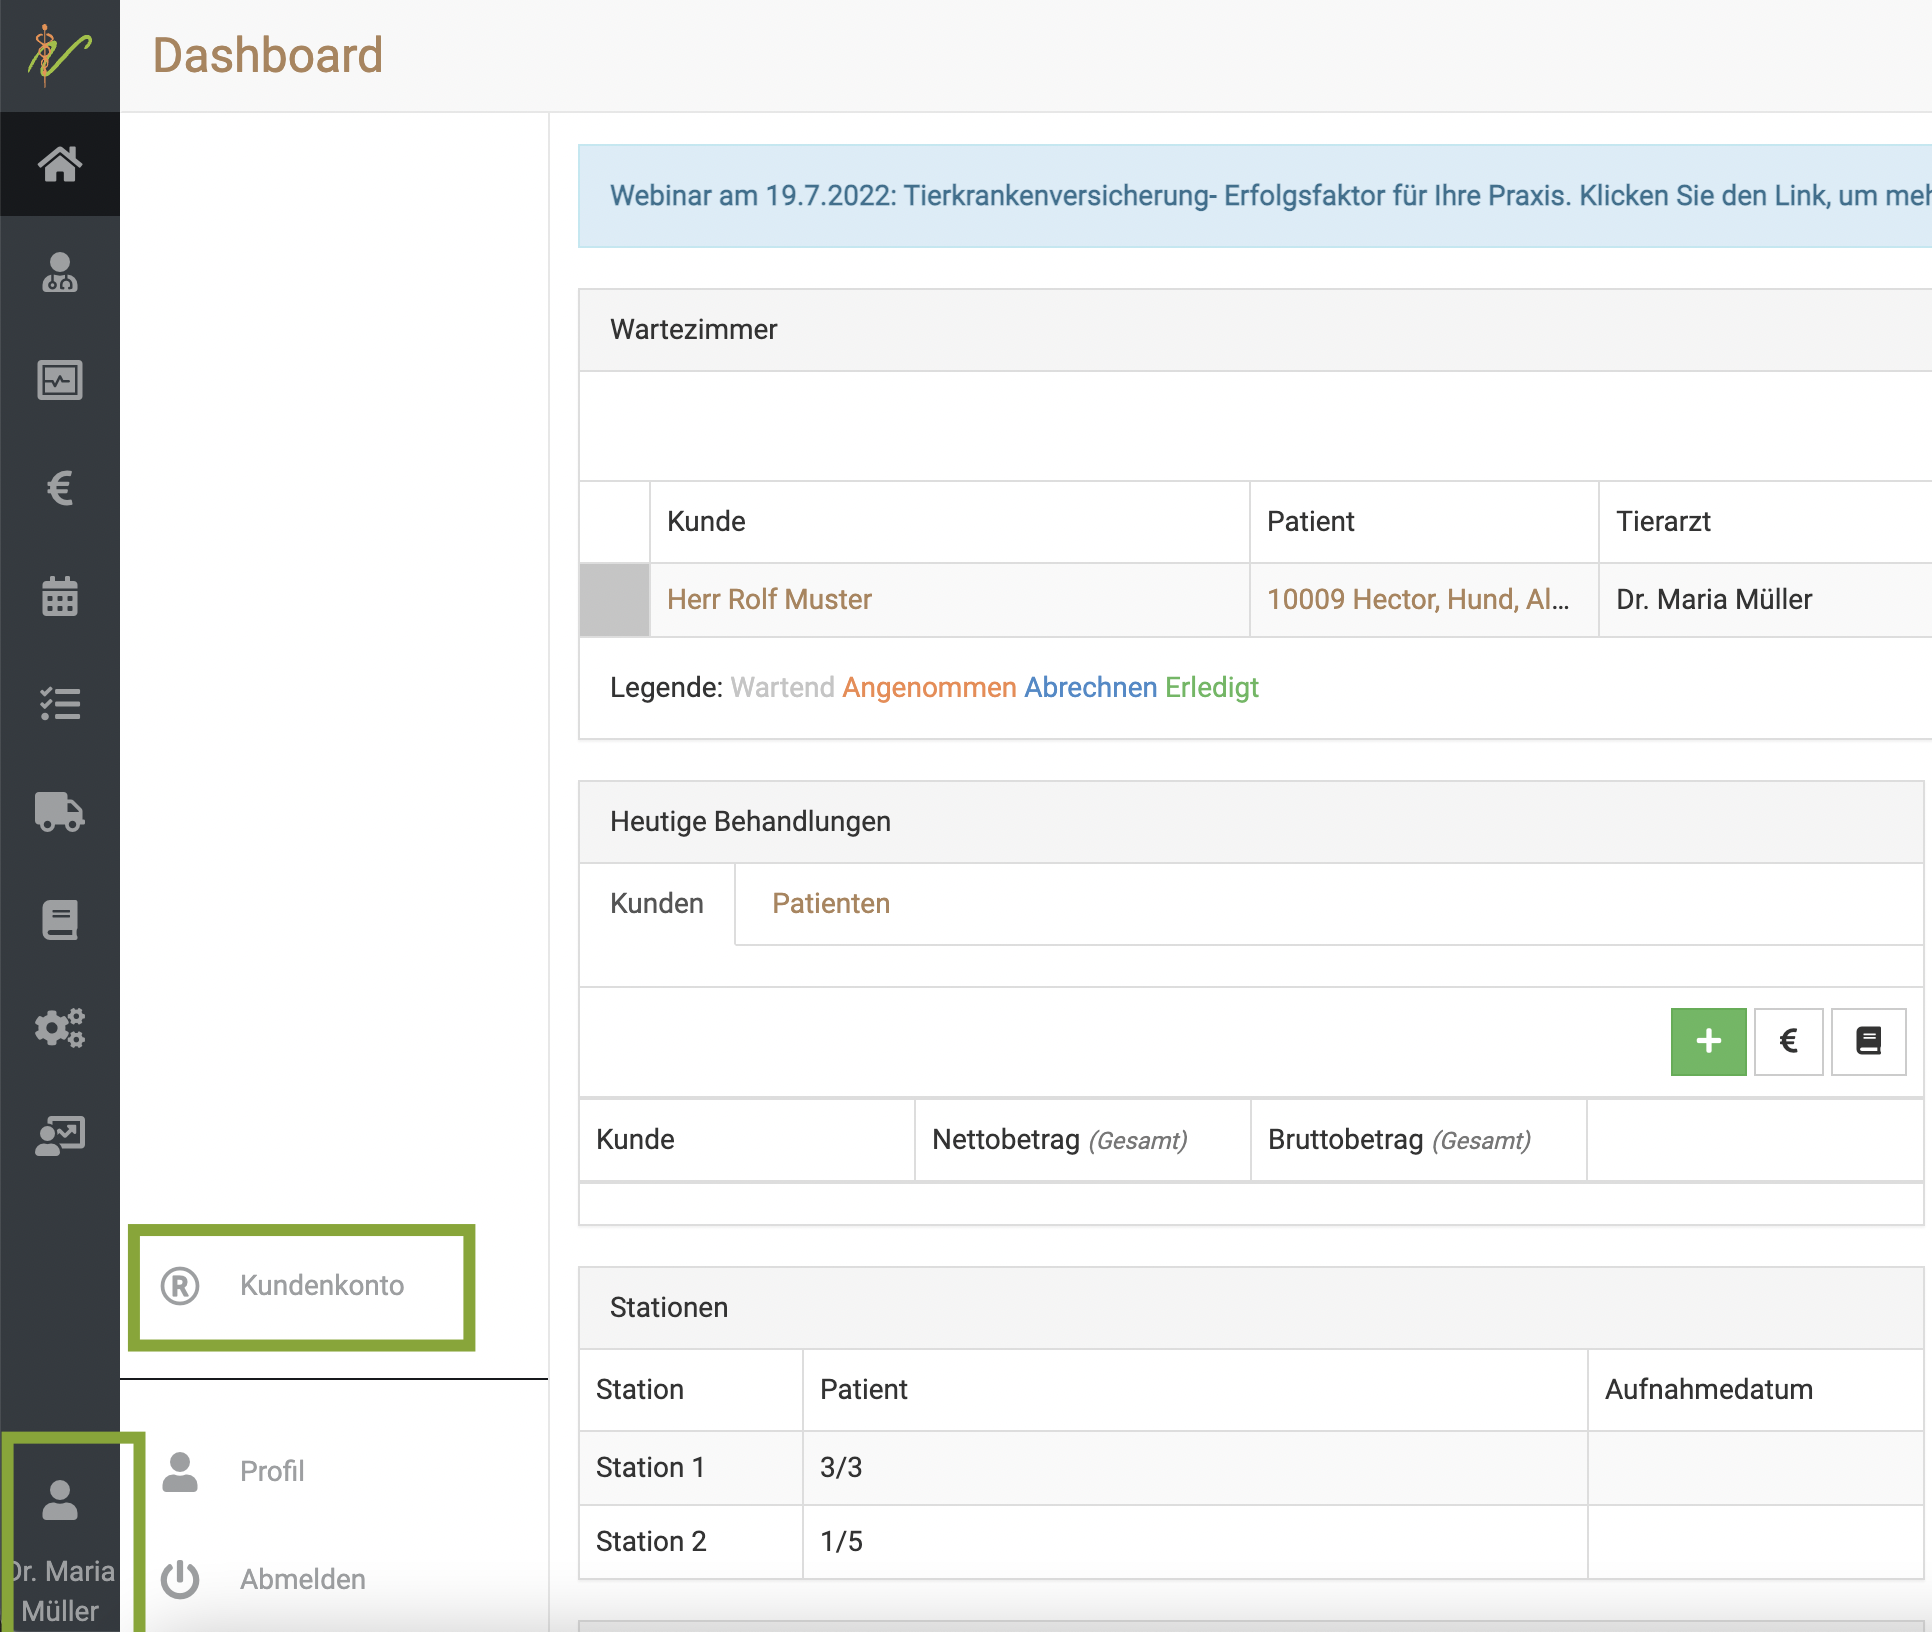 Dashboard
Webinar am 19.7.2022: Tierkrankenversicherung- Erfolgsfaktor für Ihre Praxis. Klicken Sie den Link, um meh
Wartezimmer
Kunde Patient Tierarzt
Herr Rolf Muster 10009 Hector, Hund, Al... Dr. Maria Müller
Legende: Wartend Angenommen Abrechnen Erledigt
Heutige Behandlungen
Kunden Patienten
+ €
Kunde Nettobetrag (Gesamt) Bruttobetrag (Gesamt)
Stationen
Station Patient Aufnahmedatum
Station 1 3/3
Station 2 1/5
€
® Kundenkonto
Profil
Abmelden
Dr. Maria
Müller